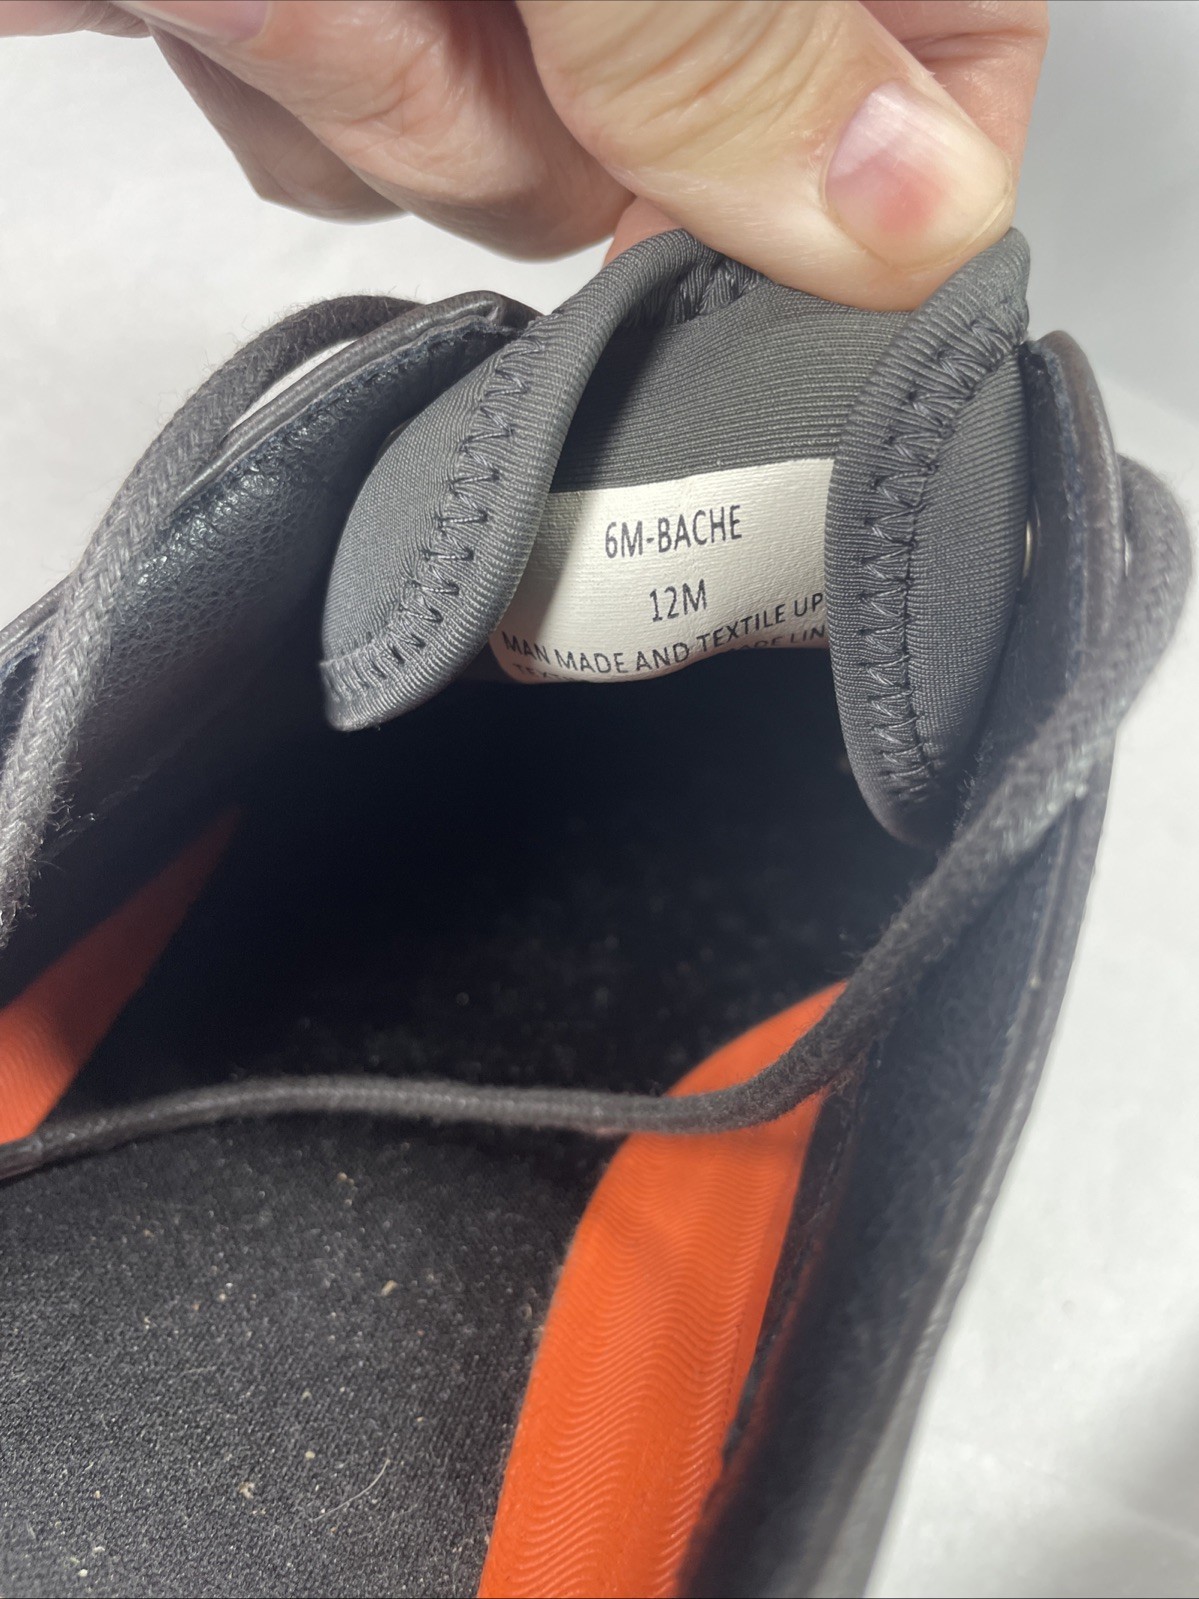 6M-BACHE
12M
MAN MADE AND TEXTILE UP